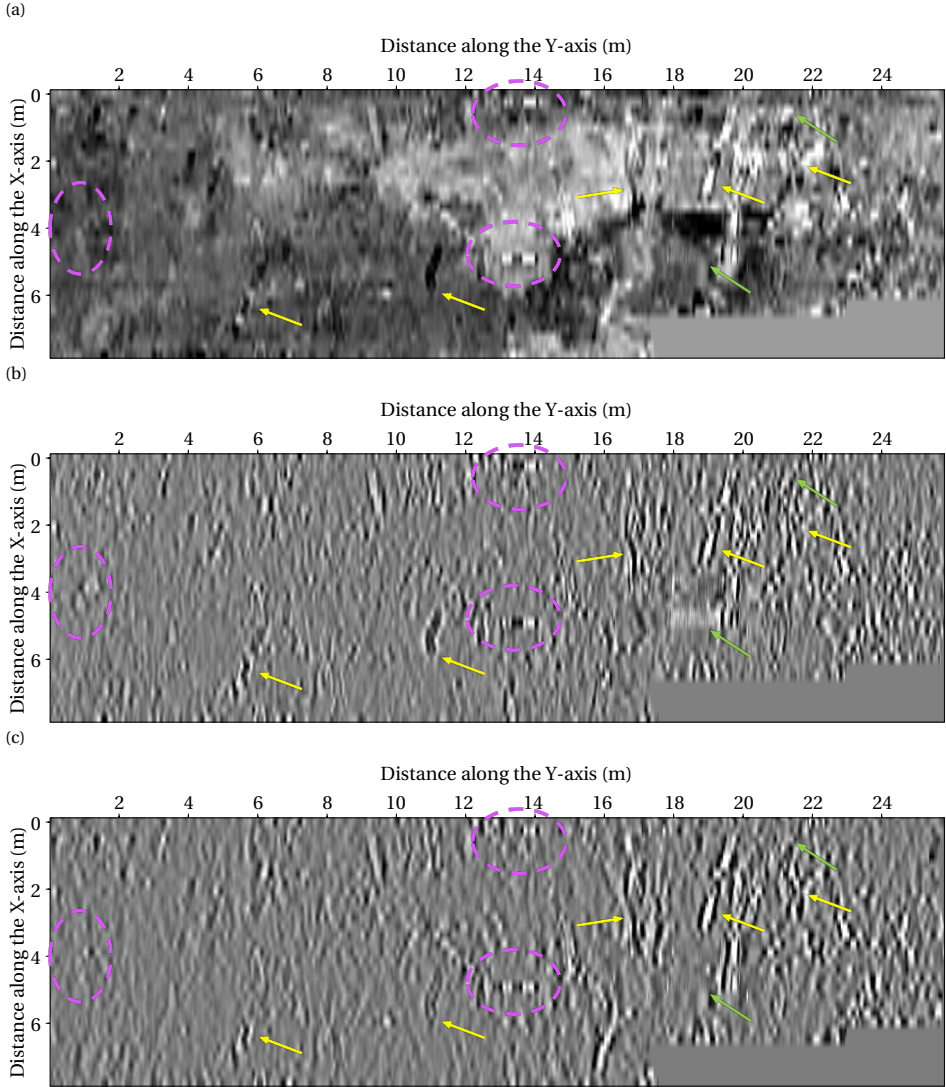 (a)
Distance along the Y-axis (m)
2 4 6 8 10 12 14 16 18 20 22 24
Distance along the X-axis (m)
0
2
4
6
(b)
Distance along the Y-axis (m)
2 4 6 8 10 12 14 16 18 20 22 24
Distance along the X-axis (m)
0
2
4
6
(c)
Distance along the Y-axis (m)
2 4 6 8 10 12 14 16 18 20 22 24
Distance along the X-axis (m)
0
2
4
6